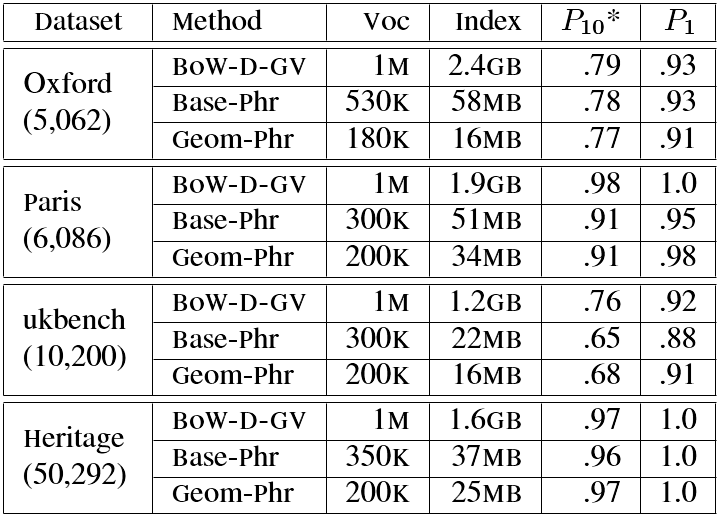 Dataset Method Voc Index P10* P1
Oxford (5,062) BoW-D-GV 1M 2.4GB .79 .93
Base-Phr 530K 58MB .78 .93
Geom-Phr 180K 16MB .77 .91
Paris (6,086) BoW-D-GV 1M 1.9GB .98 1.0
Base-Phr 300K 51MB .91 .95
Geom-Phr 200K 34MB .91 .98
ukbench (10,200) BoW-D-GV 1M 1.2GB .76 .92
Base-Phr 300K 22MB .65 .88
Geom-Phr 200K 16MB .68 .91
Heritage (50,292) BoW-D-GV 1M 1.6GB .97 1.0
Base-Phr 350K 37MB .96 1.0
Geom-Phr 200K 25MB .97 1.0